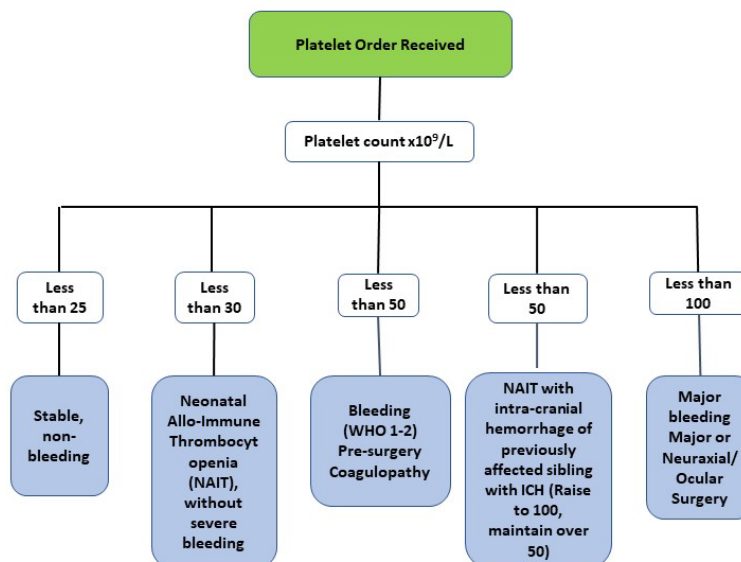 Platelet Order Received
Platelet count x10⁹/L
Less
than 25
Less
than 30
Less
than 50
Less than
50
Less than
100
Stable,
non-
bleeding
Neonatal
Allo-Immune
Thrombocyt
openia
(NAIT),
without
severe
bleeding
Bleeding
(WHO 1-2)
Pre-surgery
Coagulopathy
NAIT with
intra-cranial
hemorrhage of
previously
affected sibling
with ICH (Raise
to 100,
maintain over
50)
Major
bleeding
Major or
Neuraxial/
Ocular
Surgery